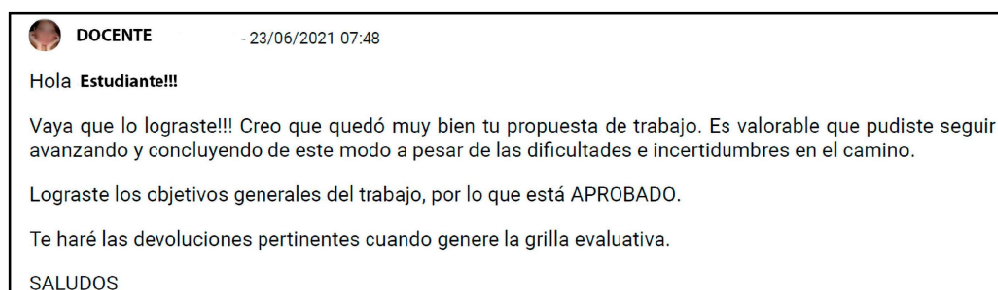 DOCENTE - 23/06/2021 07:48
Hola Estudiante!!!
Vaya que lo lograste!!! Creo que quedó muy bien tu propuesta de trabajo. Es valorable que pudiste seguir
avanzando y concluyendo de este modo a pesar de las dificultades e incertidumbres en el camino.
Lograste los objetivos generales del trabajo, por lo que está APROBADO.
Te haré las devoluciones pertinentes cuando genere la grilla evaluativa.
SALUDOS